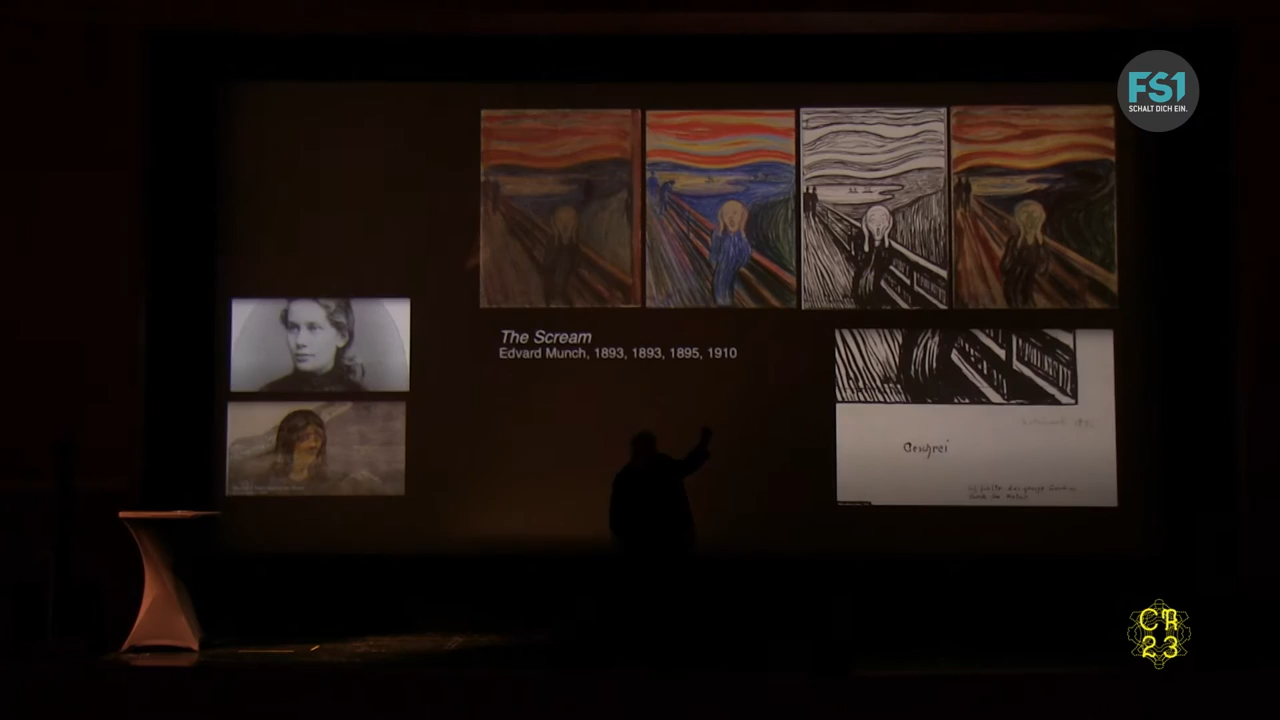 FS1
SCHALT DICH EIN.
The Scream
Edvard Munch, 1893, 1893, 1895, 1910
Geschrei
CR
23